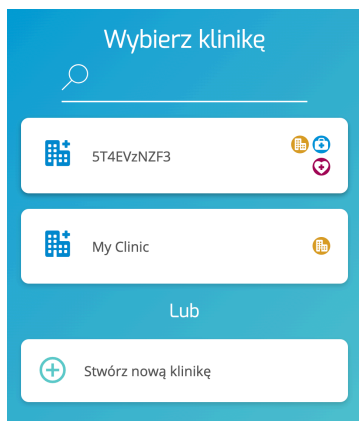 Wybierz klinikę
5T4EVzNZF3
My Clinic
Lub
Stwórz nową klinikę